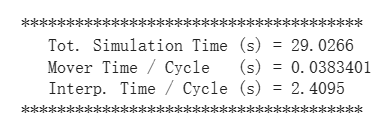 **************************************
Tot. Simulation Time (s) = 29.0266
Mover Time / Cycle   (s) = 0.0383401
Interp. Time / Cycle (s) = 2.4095
**************************************